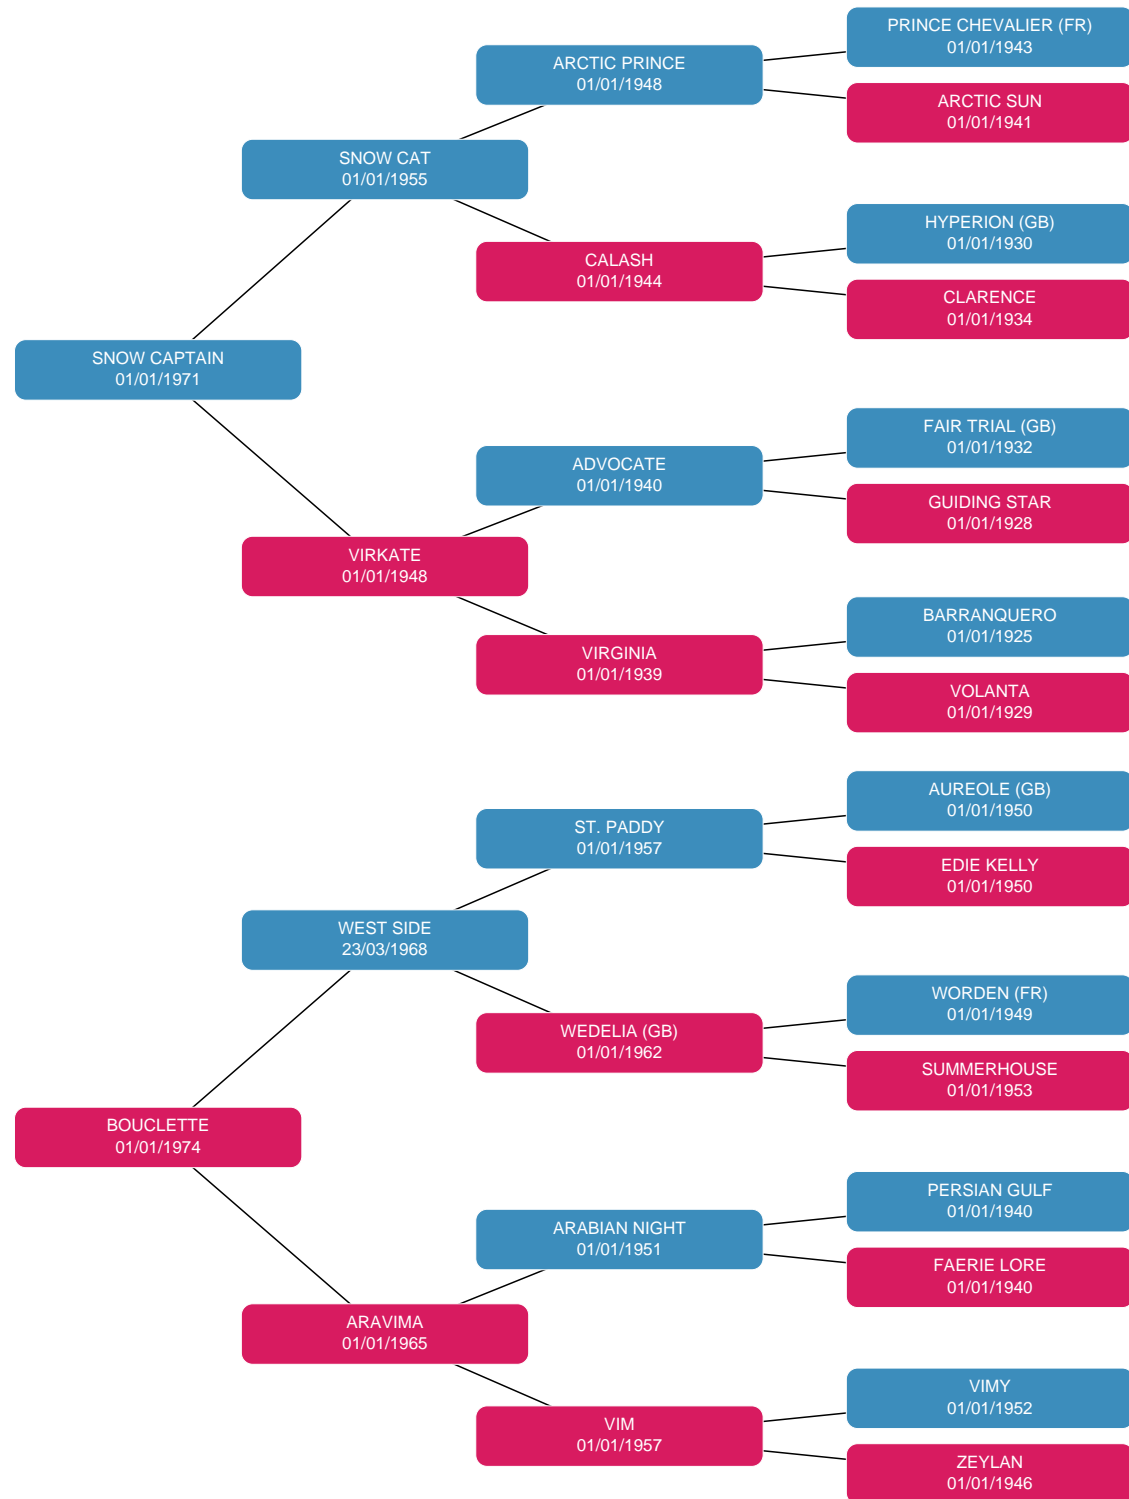 PRINCE CHEVALIER (FR)
01/01/1943
ARCTIC PRINCE
01/01/1948
ARCTIC SUN
01/01/1941
SNOW CAT
01/01/1955
HYPERION (GB)
01/01/1930
CALASH
01/01/1944
CLARENCE
01/01/1934
SNOW CAPTAIN
01/01/1971
FAIR TRIAL (GB)
01/01/1932
ADVOCATE
01/01/1940
GUIDING STAR
01/01/1928
VIRKATE
01/01/1948
BARRANQUERO
01/01/1925
VIRGINIA
01/01/1939
VOLANTA
01/01/1929
AUREOLE (GB)
01/01/1950
ST. PADDY
01/01/1957
EDIE KELLY
01/01/1950
WEST SIDE
23/03/1968
WORDEN (FR)
01/01/1949
WEDELIA (GB)
01/01/1962
SUMMERHOUSE
01/01/1953
BOUCLETTE
01/01/1974
PERSIAN GULF
01/01/1940
ARABIAN NIGHT
01/01/1951
FAERIE LORE
01/01/1940
ARAVIMA
01/01/1965
VIMY
01/01/1952
VIM
01/01/1957
ZEYLAN
01/01/1946